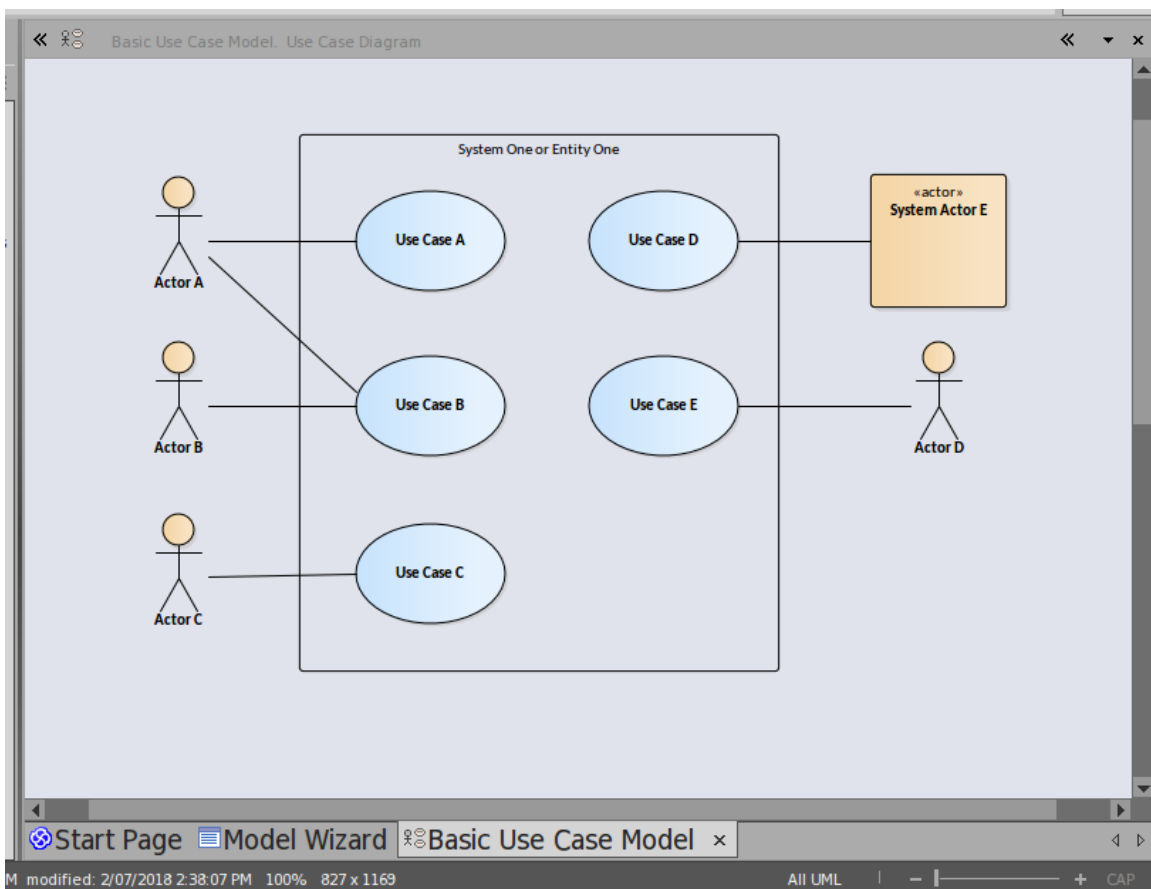 Basic Use Case Model.  Use Case Diagram
System One or Entity One
«actor»
System Actor E
Use Case A
Use Case D
Actor A
Use Case B
Use Case E
Actor B
Actor D
Use Case C
Actor C
Start Page
Model Wizard
Basic Use Case Model
M modified: 2/07/2018 2:38:07 PM 100% 827 x 1169
All UML
CAP